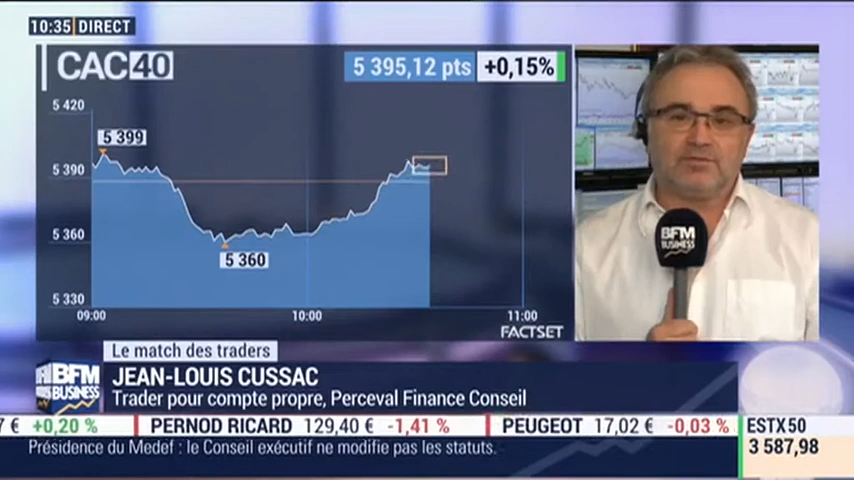 10:35 DIRECT
CAC40
5 395,12 pts +0,15%
5 420
5 399
5 390
5 360
5 360
5 330
09:00 10:00 11:00
FACTSET
BFM
BUSINESS
Le match des traders
BFM
BUSINESS
JEAN-LOUIS CUSSAC
Trader pour compte propre, Perceval Finance Conseil
7 € +0,20 % PERNOD RICARD 129,40 € -1,41 % PEUGEOT 17,02 € -0,03 %
ESTX50
3 587,98
Présidence du Medef : le Conseil exécutif ne modifie pas les statuts.